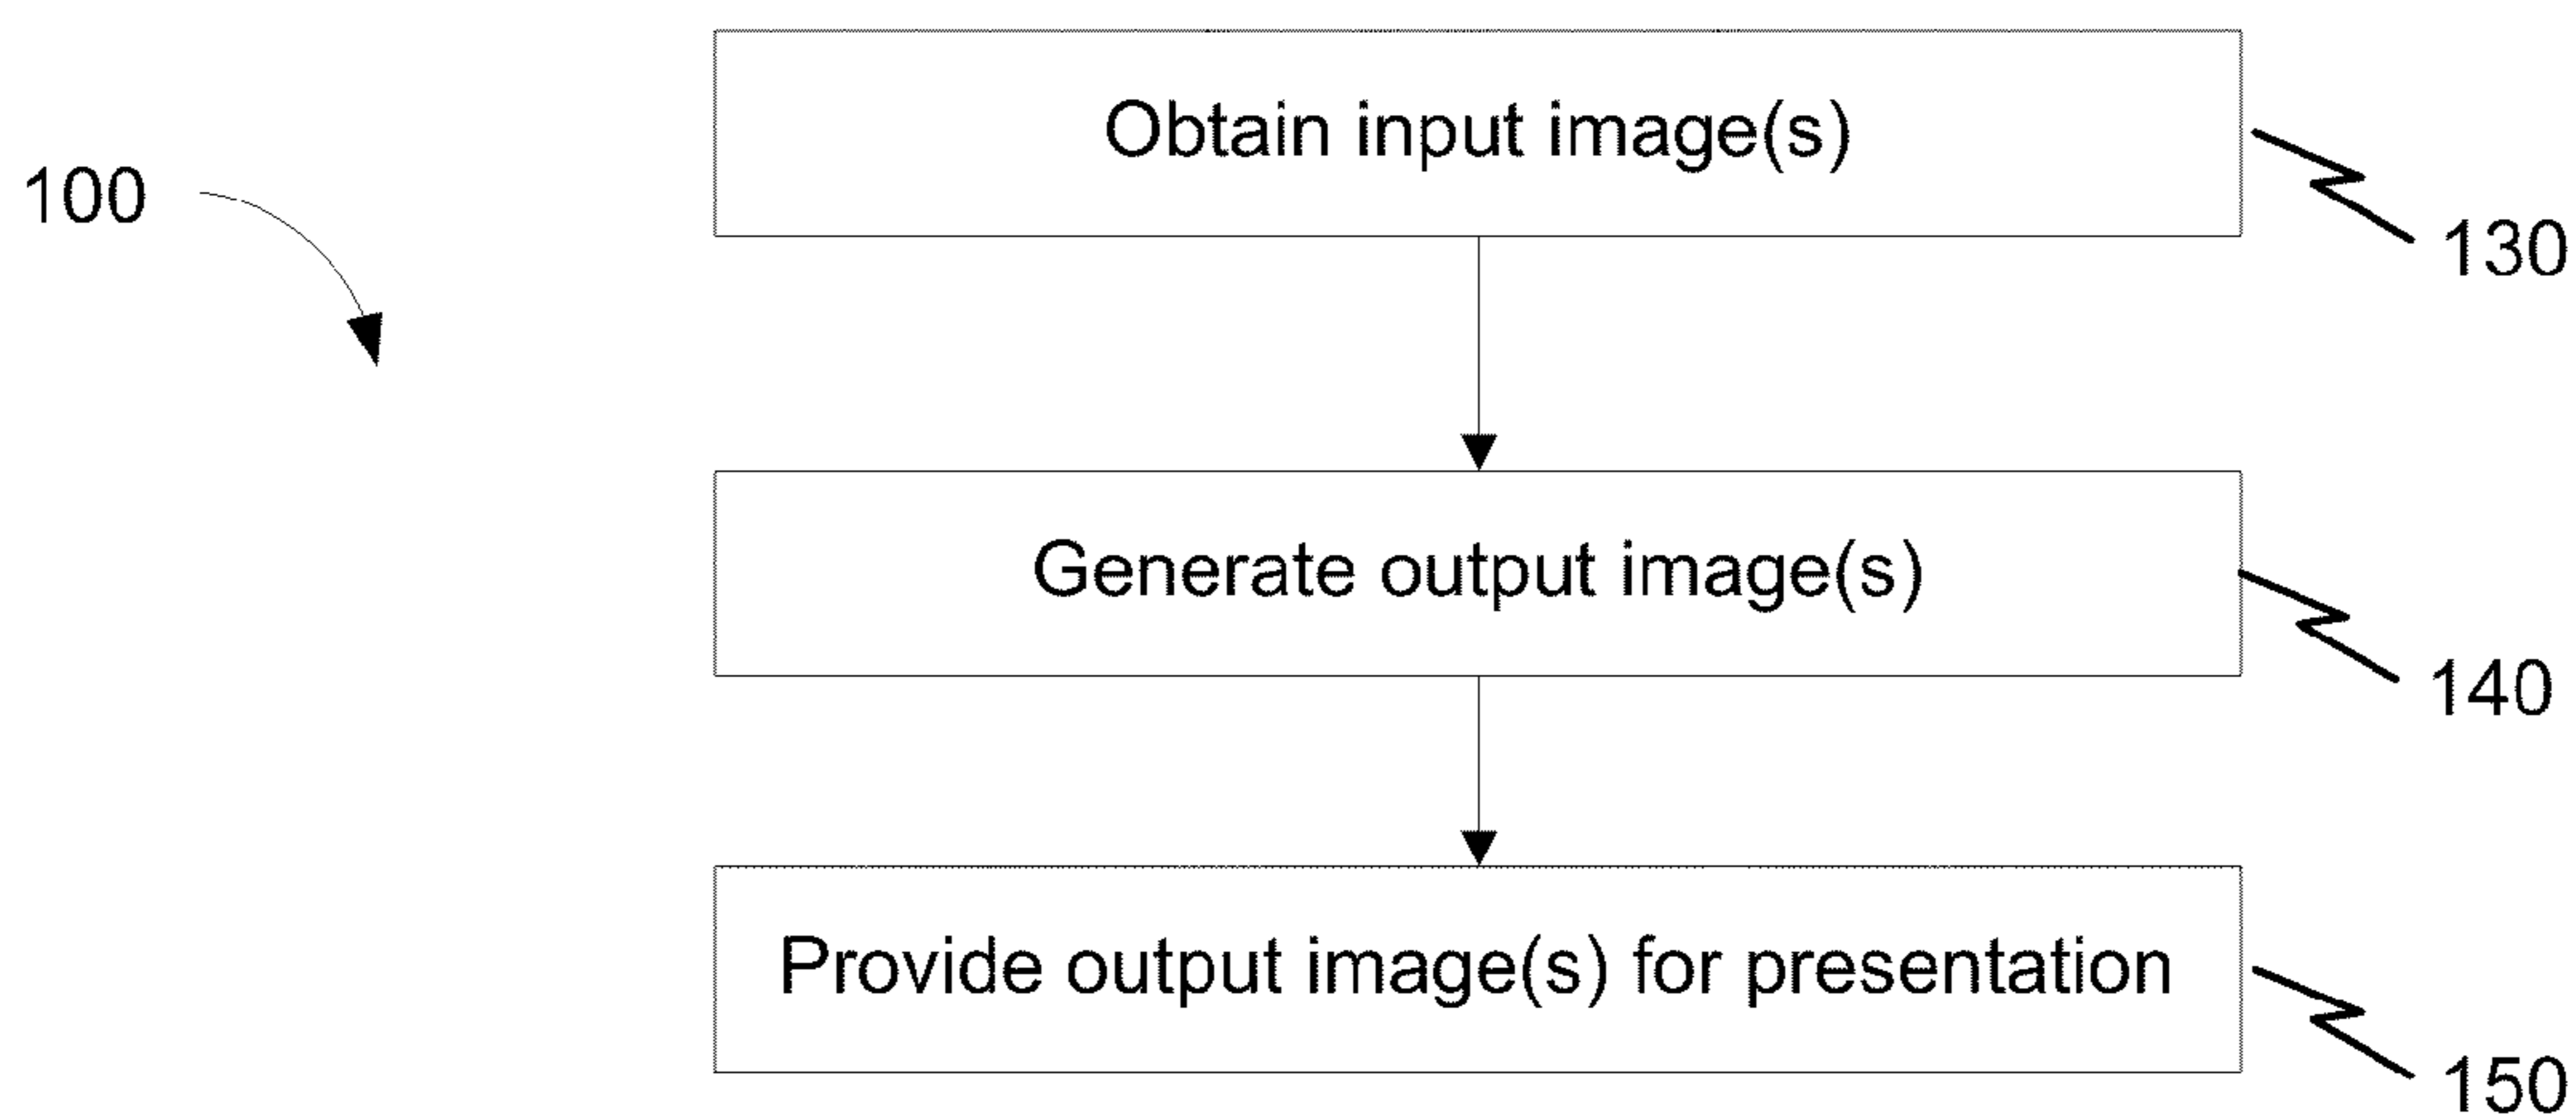 Obtain input image(s)
100
130
Generate output image(s)
140
Provide output image(s) for presentation
150